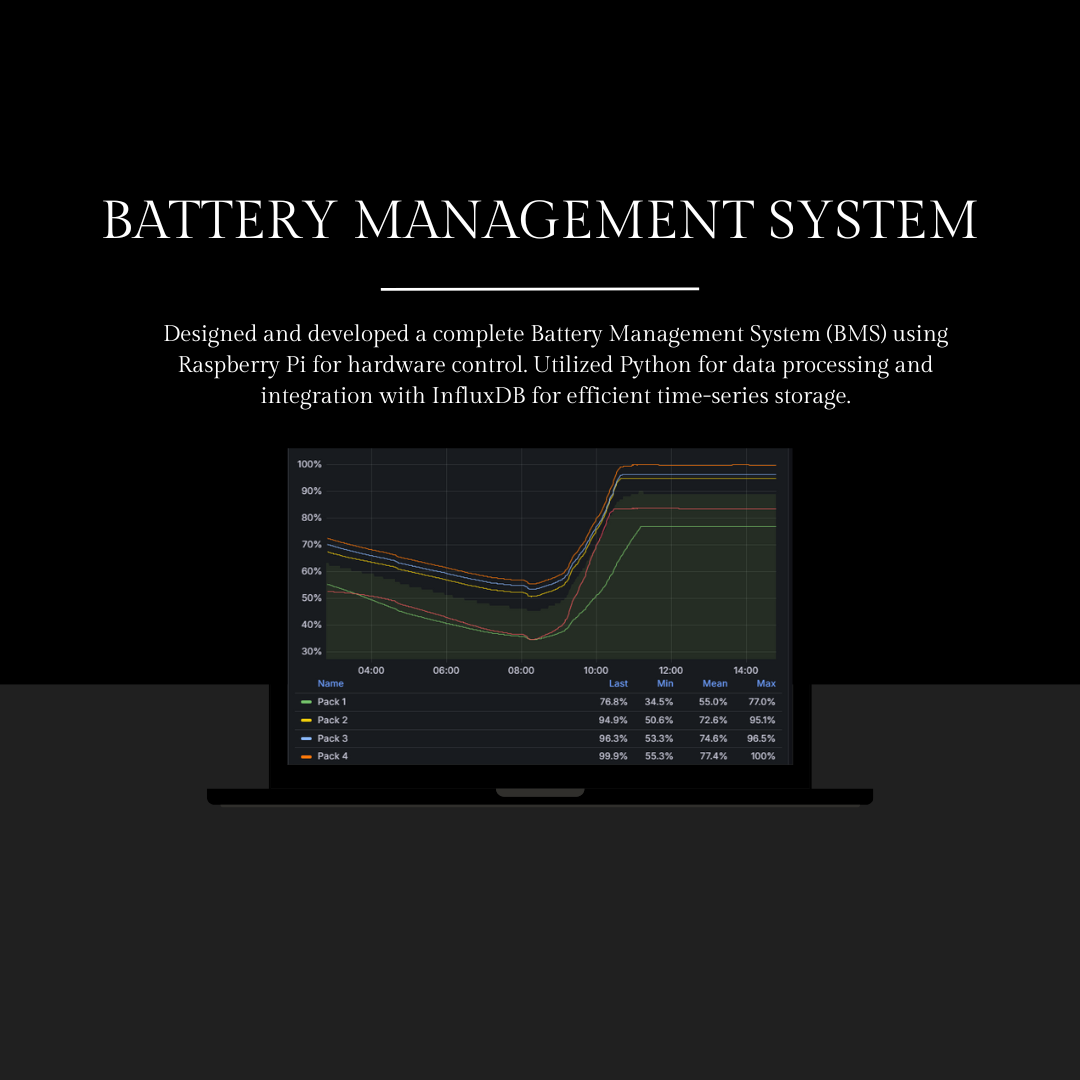 BATTERY MANAGEMENT SYSTEM
Designed and developed a complete Battery Management System (BMS) using
Raspberry Pi for hardware control. Utilized Python for data processing and
integration with InfluxDB for efficient time-series storage.
100%
90%
80%
70%
60%
50%
40%
30%
04:00 06:00 08:00 10:00 12:00 14:00
Name Last Min Mean Max
Pack 1 76.8% 34.5% 55.0% 77.0%
Pack 2 94.9% 50.6% 72.6% 95.1%
Pack 3 96.3% 53.3% 74.6% 96.5%
Pack 4 99.9% 55.3% 77.4% 100%